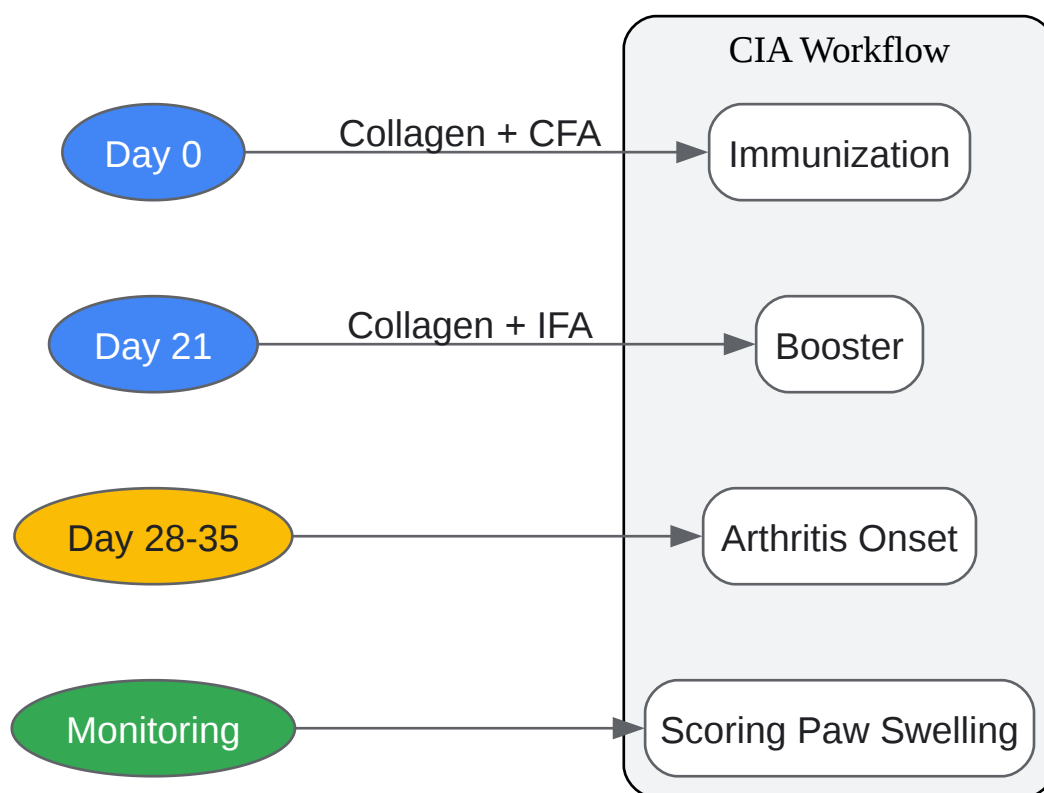 CIA Workflow
Day 0
Collagen + CFA
Immunization
Day 21
Collagen + IFA
Booster
Day 28-35
Arthritis Onset
Monitoring
Scoring Paw Swelling